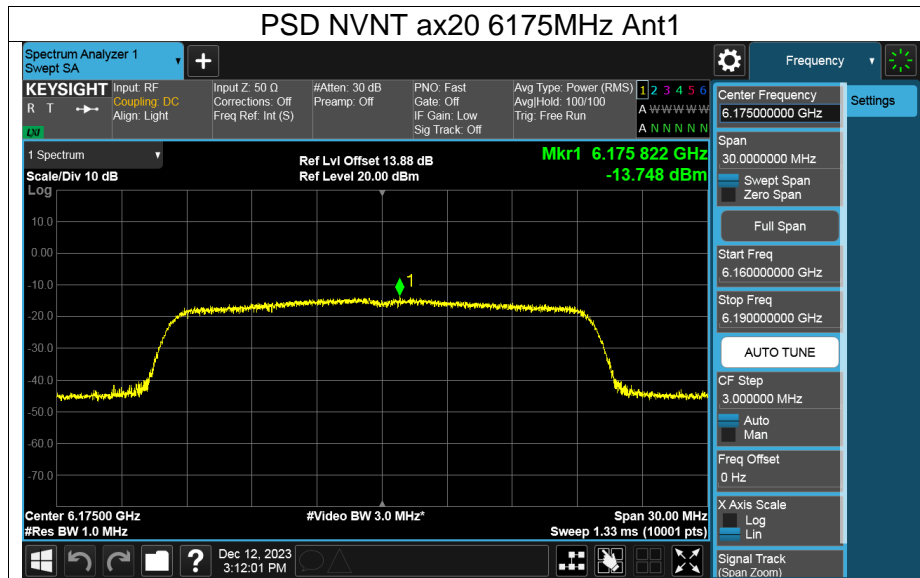 PSD NVNT ax20 6175MHz Ant1
Spectrum Analyzer 1
Swept SA
+
Frequency
KEYSIGHT
R T
LXI
Input: RF
Coupling: DC
Align: Light
Input Z: 50 Ω
Corrections: Off
Freq Ref: Int (S)
#Atten: 30 dB
Preamp: Off
PNO: Fast
Gate: Off
IF Gain: Low
Sig Track: Off
Avg Type: Power (RMS)
Avg|Hold: 100/100
Trig: Free Run
1 2 3 4 5 6
A W W W W W
A N N N N N
1 Spectrum
Scale/Div 10 dB
Log
Ref Lvl Offset 13.88 dB
Ref Level 20.00 dBm
Mkr1 6.175 822 GHz
-13.748 dBm
10.0
0.00
-10.0
-20.0
-30.0
-40.0
-50.0
-60.0
-70.0
1
Center 6.17500 GHz
#Res BW 1.0 MHz
#Video BW 3.0 MHz*
Span 30.00 MHz
Sweep 1.33 ms (10001 pts)
Center Frequency
6.175000000 GHz
Span
30.0000000 MHz
Swept Span
Zero Span
Full Span
Start Freq
6.160000000 GHz
Stop Freq
6.190000000 GHz
AUTO TUNE
CF Step
3.000000 MHz
Auto
Man
Freq Offset
0 Hz
X Axis Scale
Log
Lin
Signal Track
(Span Zoom)
Settings
?
Dec 12, 2023
3:12:01 PM